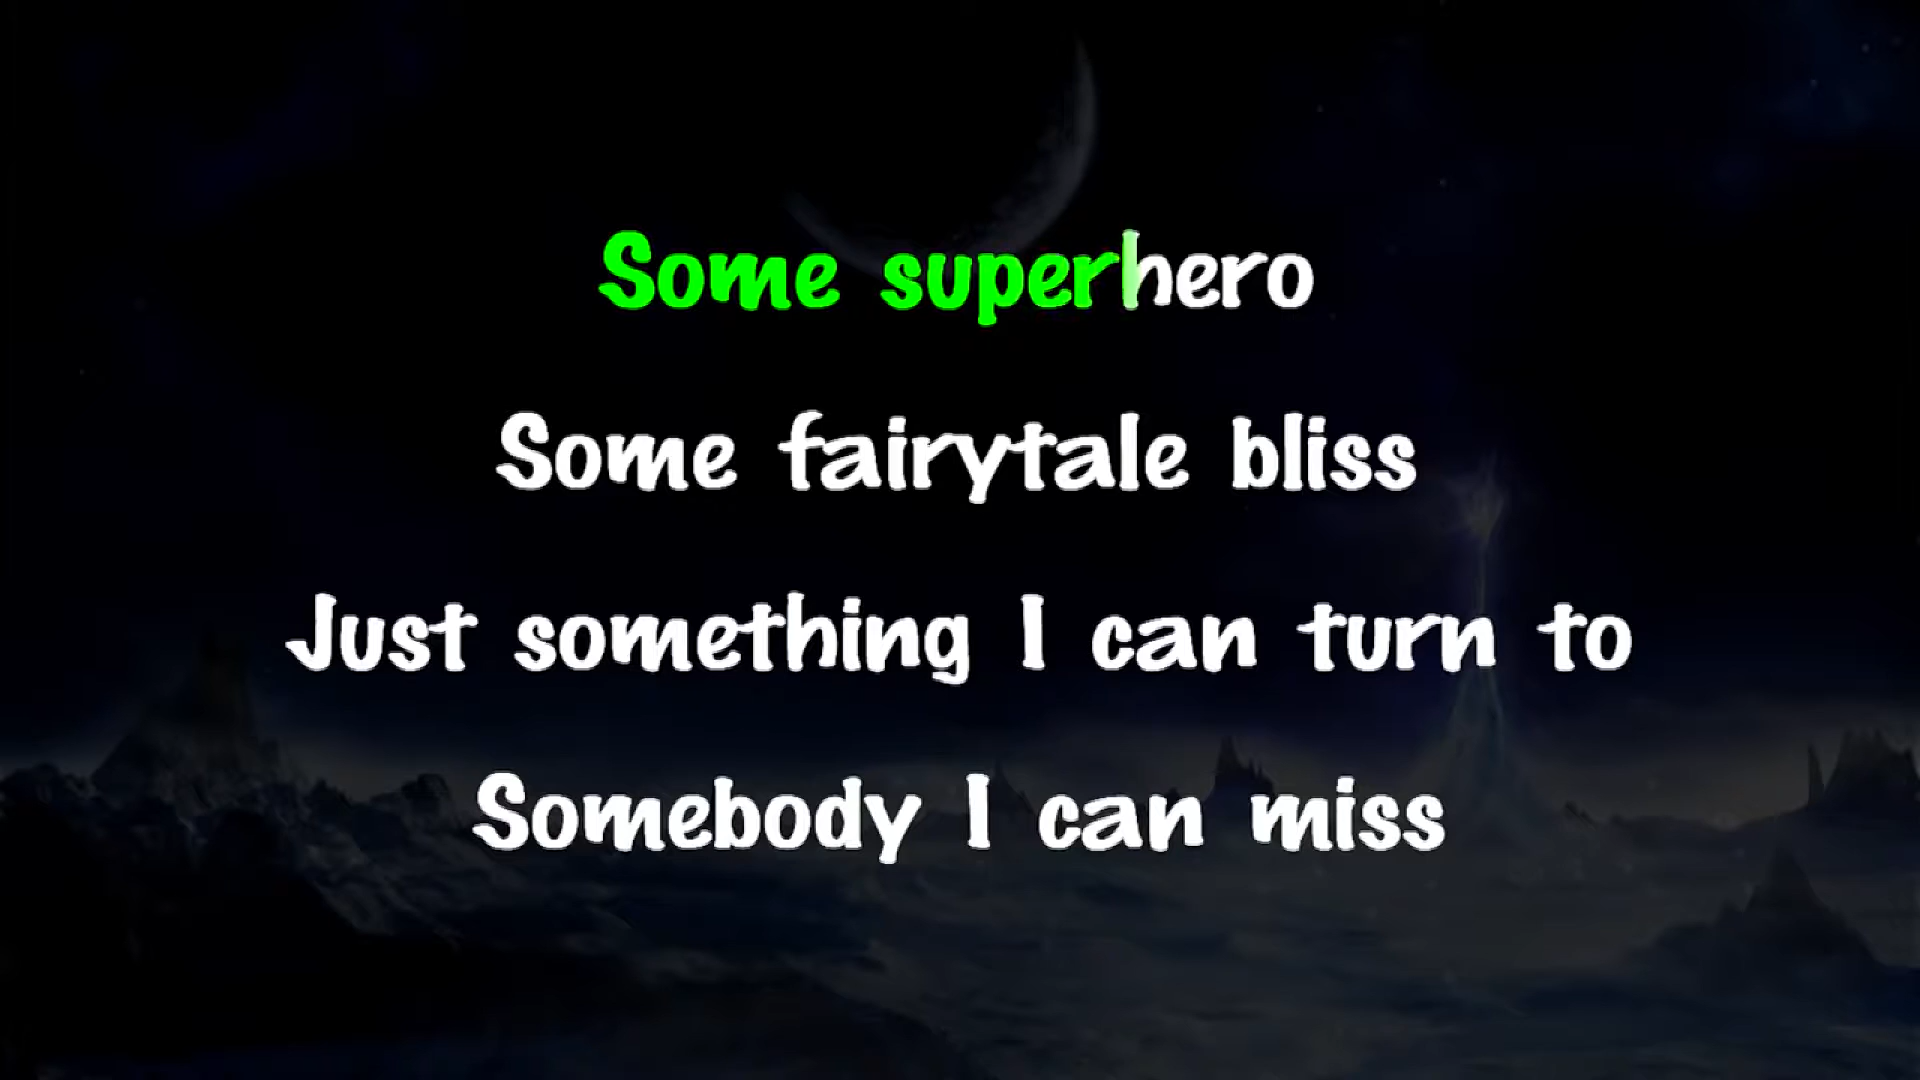 Some superhero
Some fairytale bliss
Just something I can turn to
Somebody I can miss